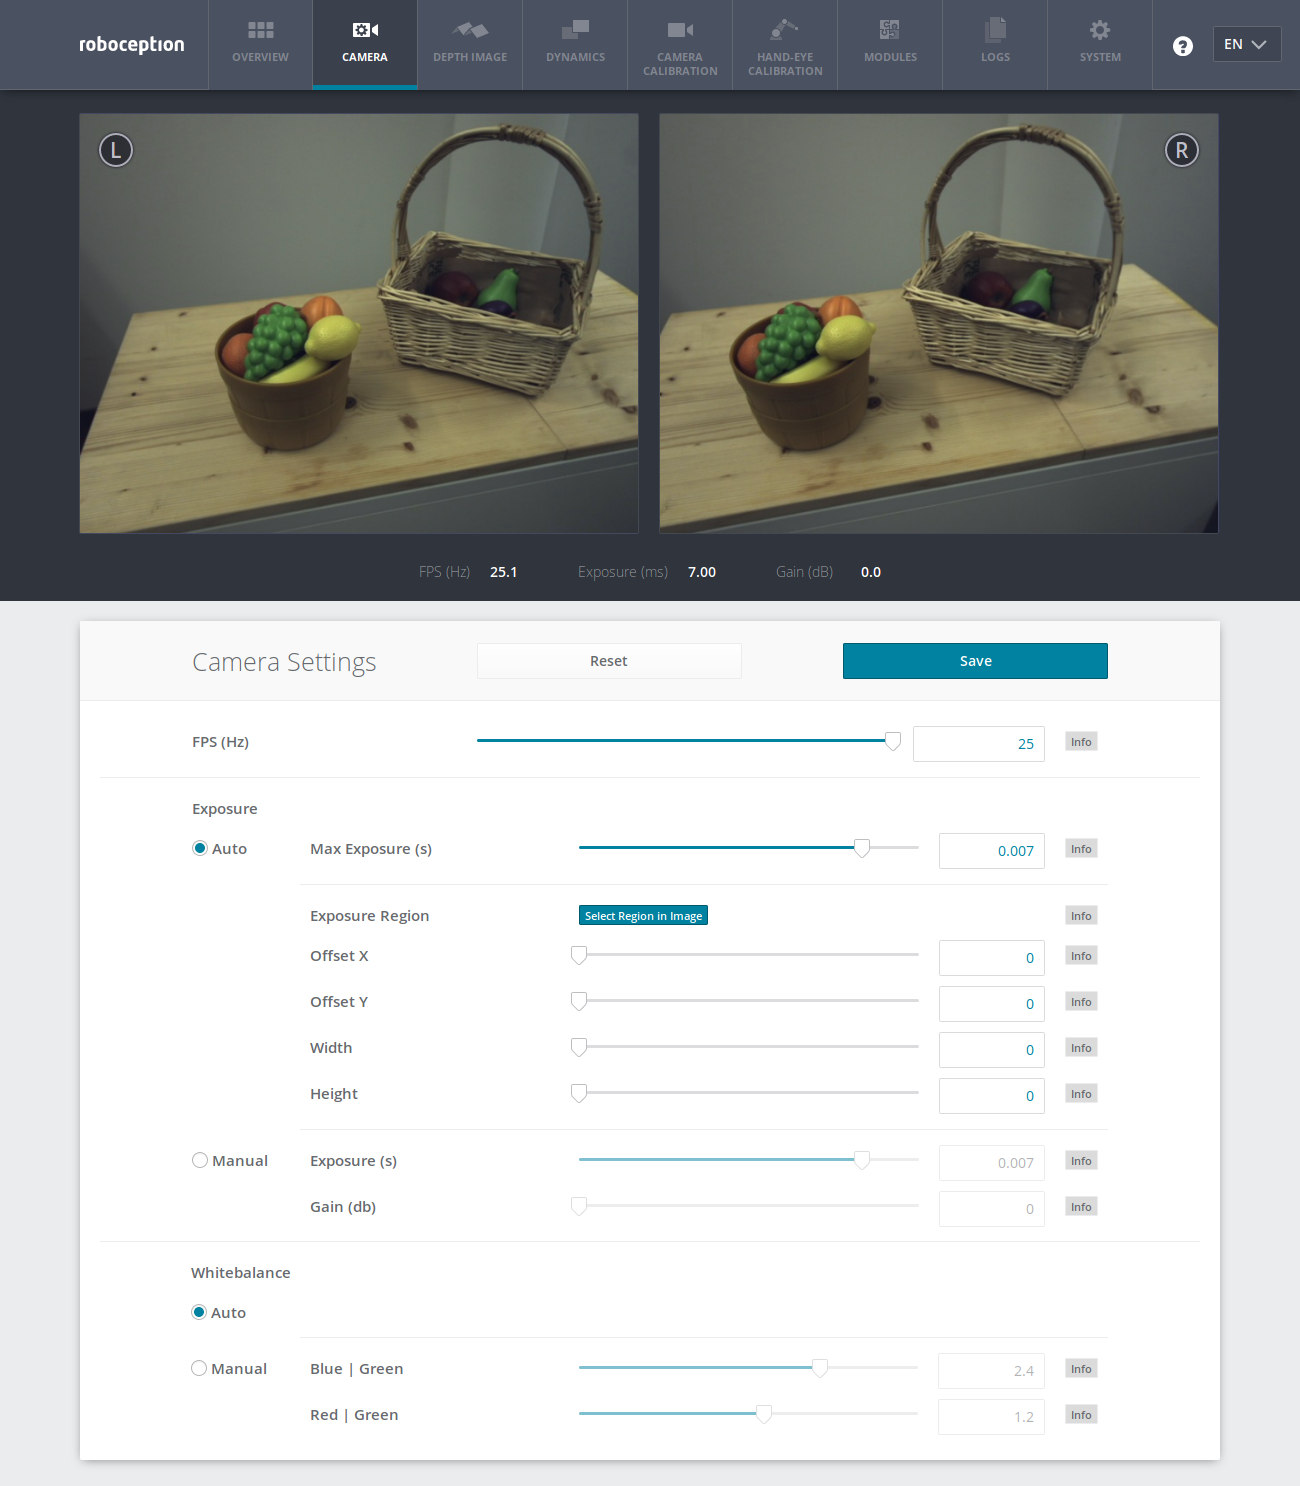 roboception
OVERVIEW
CAMERA
DEPTH IMAGE
DYNAMICS
CAMERA
CALIBRATION
HAND-EYE
CALIBRATION
MODULES
LOGS
SYSTEM
?
EN
L
R
FPS (Hz) 25.1 Exposure (ms) 7.00 Gain (dB) 0.0
Camera Settings Reset Save
FPS (Hz) 25 Info
Exposure
Auto Max Exposure (s) 0.007 Info
Exposure Region Select Region in Image Info
Offset X 0 Info
Offset Y 0 Info
Width 0 Info
Height 0 Info
Manual Exposure (s) 0.007 Info
Gain (db) 0 Info
Whitebalance
Auto
Manual Blue | Green 2.4 Info
Red | Green 1.2 Info